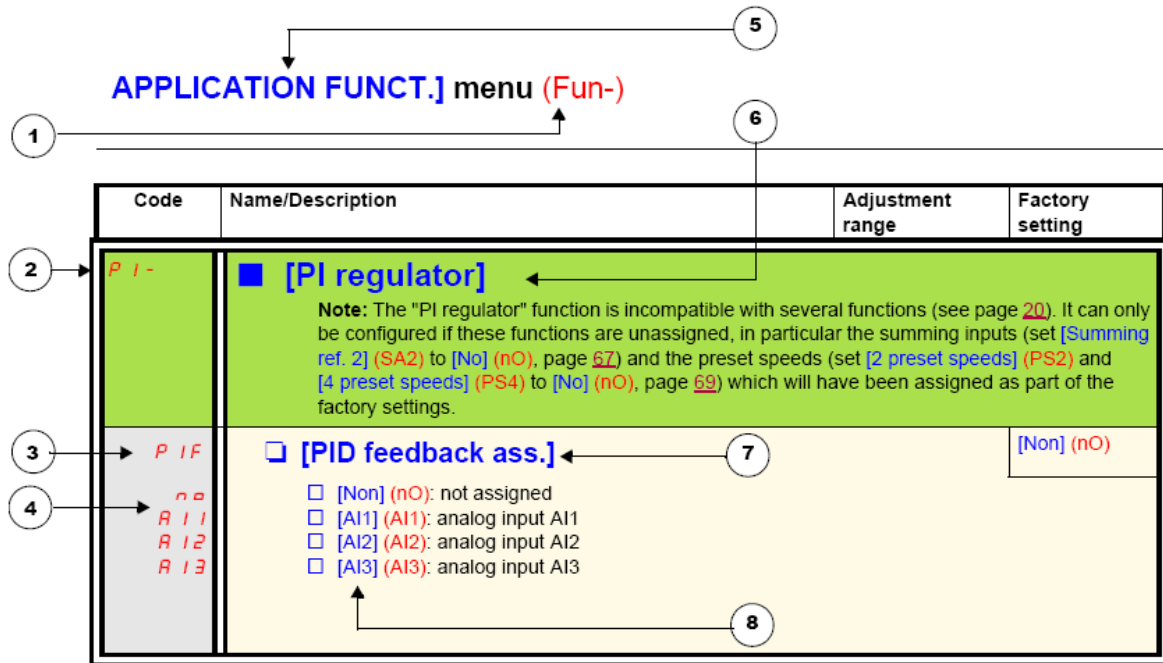 5
APPLICATION FUNCT.] menu (Fun-)
1
6
Code Name/Description Adjustment range Factory setting
2
PI-
[PI regulator]
Note: The "PI regulator" function is incompatible with several functions (see page 20). It can only
be configured if these functions are unassigned, in particular the summing inputs (set [Summing
ref. 2] (SA2) to [No] (nO), page 67) and the preset speeds (set [2 preset speeds] (PS2) and
[4 preset speeds] (PS4) to [No] (nO), page 69) which will have been assigned as part of the
factory settings.
3
PIF
[PID feedback ass.]
7
[Non] (nO)
4
no [Non] (nO): not assigned
AI1 [AI1] (AI1): analog input AI1
AI2 [AI2] (AI2): analog input AI2
AI3 [AI3] (AI3): analog input AI3
8